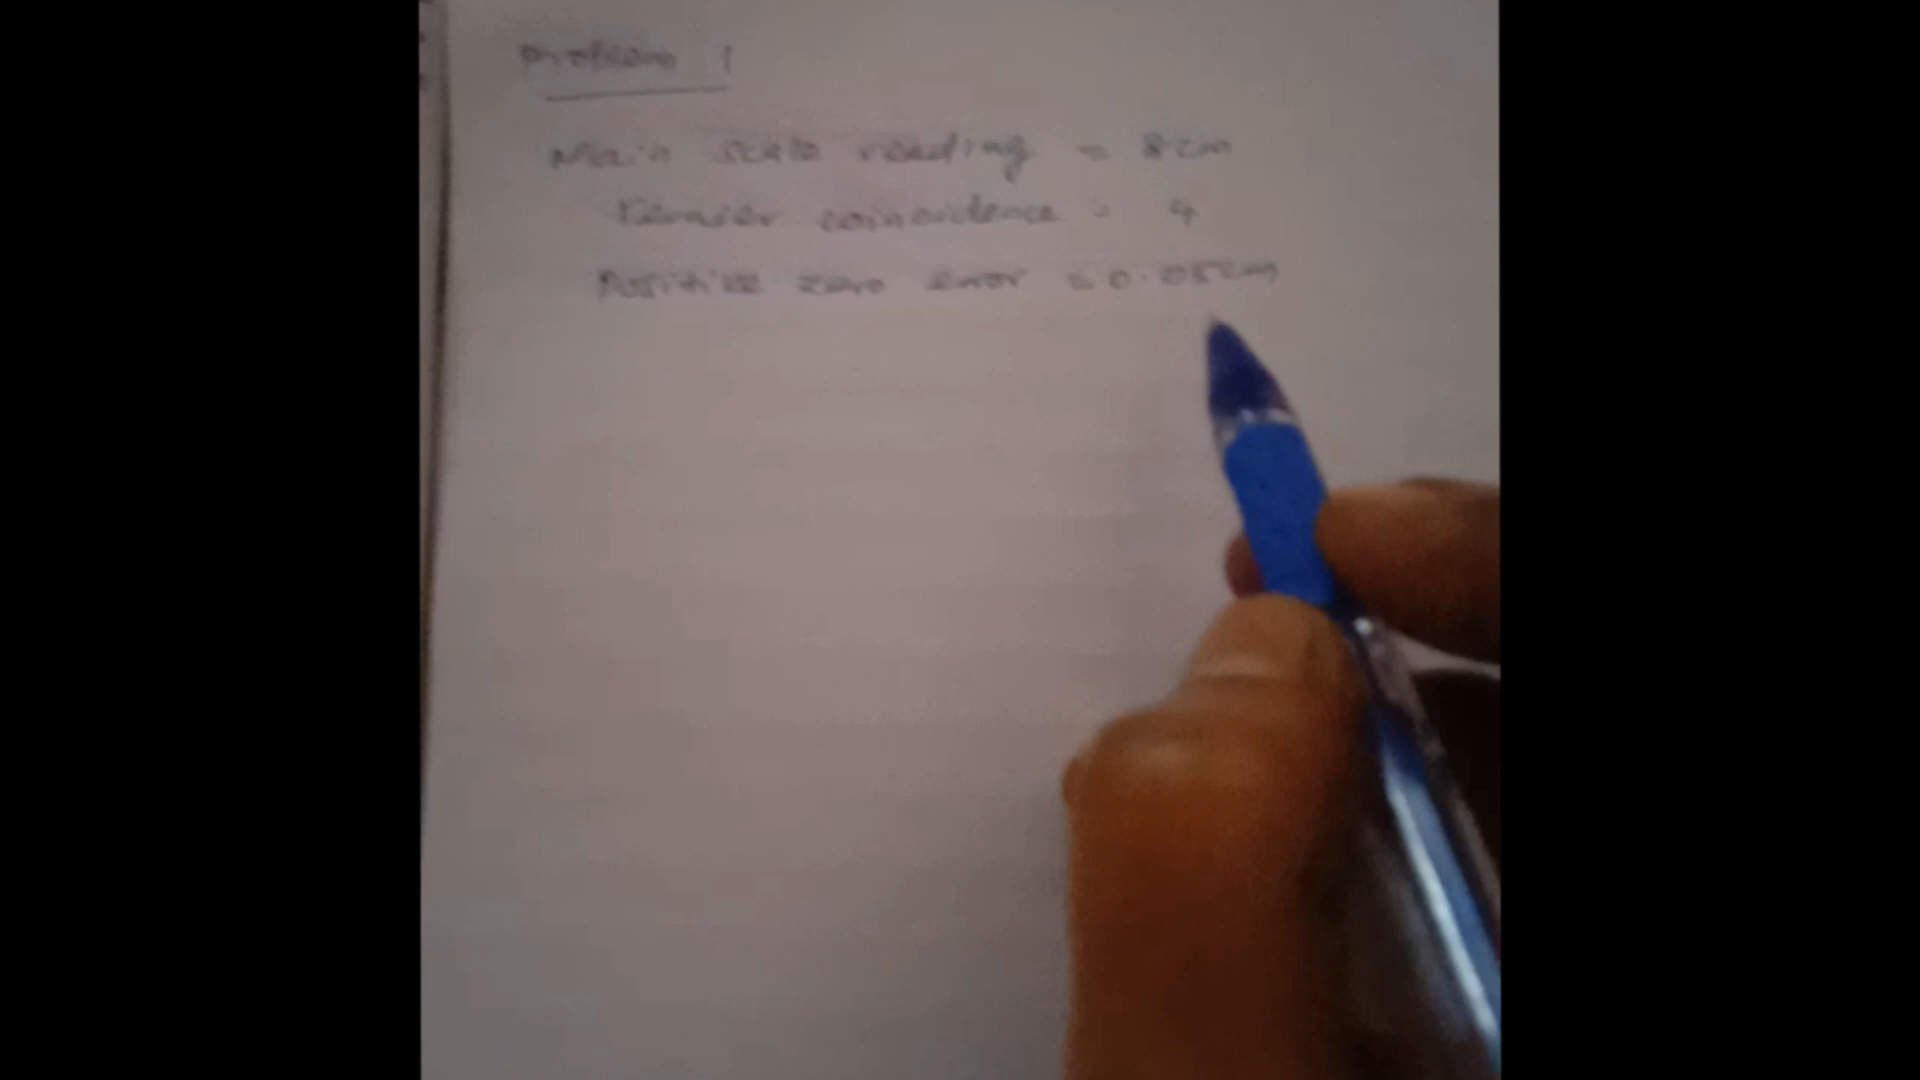 Problem 1
Main scale reading = 8cm
Vernier coincidence = 4
Positive zero error = 0.05cm